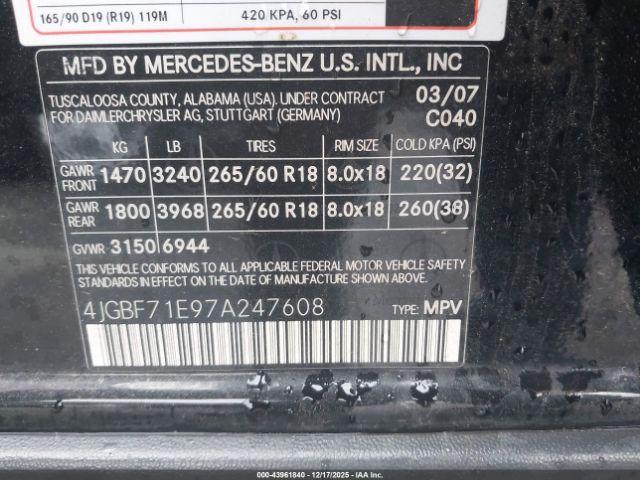 165/90 D19 (R19) 119M 420 KPA, 60 PSI
MFD BY MERCEDES-BENZ U.S. INTL., INC
TUSCALOOSA COUNTY, ALABAMA (USA). UNDER CONTRACT 03/07
FOR DAIMLERCHRYSLER AG, STUTTGART (GERMANY) C040
KG LB TIRES RIM SIZE COLD KPA (PSI)
GAWR FRONT 1470 3240 265/60 R18 8.0x18 220(32)
GAWR REAR 1800 3968 265/60 R18 8.0x18 260(38)
GVWR 3150 6944
THIS VEHICLE CONFORMS TO ALL APPLICABLE FEDERAL MOTOR VEHICLE SAFETY
STANDARDS IN EFFECT ON THE DATE OF MANUFACTURE SHOWN ABOVE.
4JGBF71E97A247608 TYPE: MPV
000-43961840 - 12/17/2025 - IAA Inc.